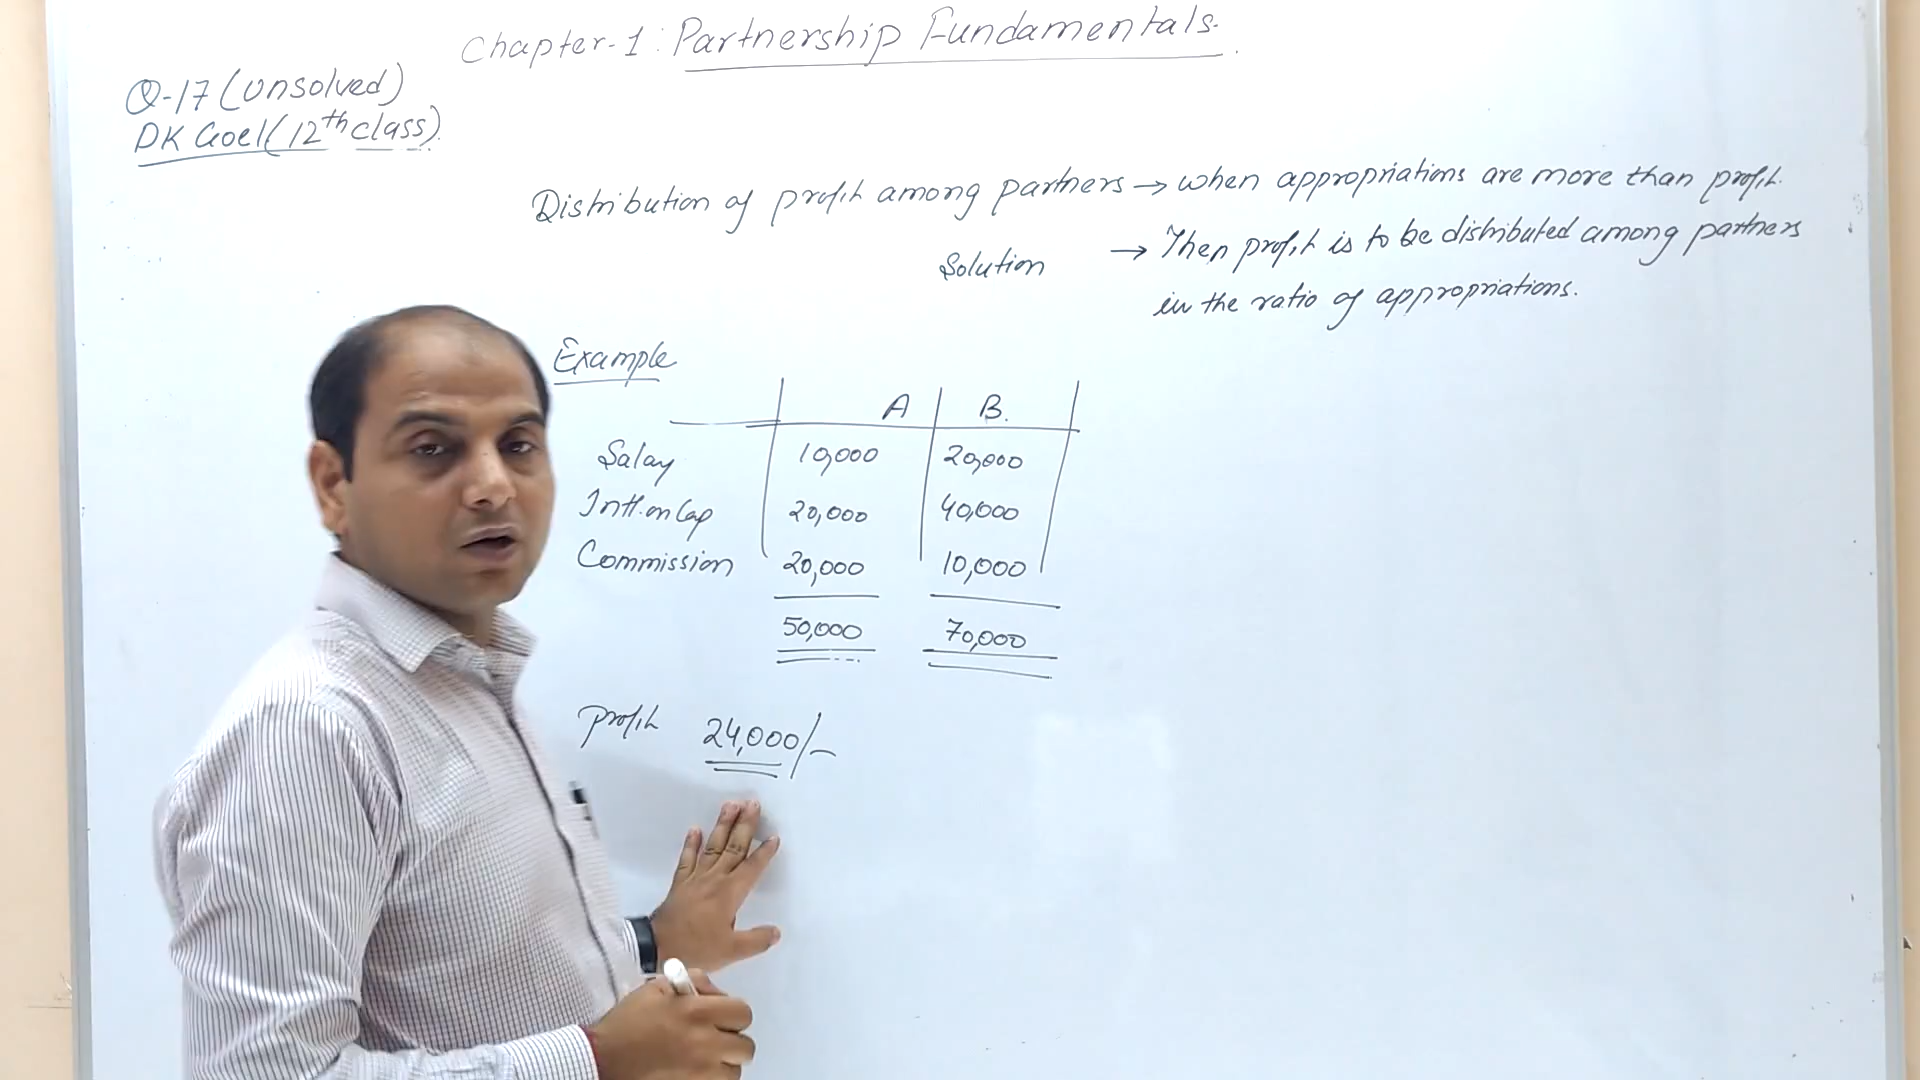 Chapter-1: Partnership Fundamentals.
Q-17 (unsolved)
DK Goel (12th class).
Distribution of profit among partners → when appropriations are more than profit.
Solution → Then profit is to be distributed among partners
in the ratio of appropriations.
Example
A B.
Salay 10,000 20,000
Intt. on Cap 20,000 40,000
Commission 20,000 10,000
50,000 70,000
profit 24,000/-